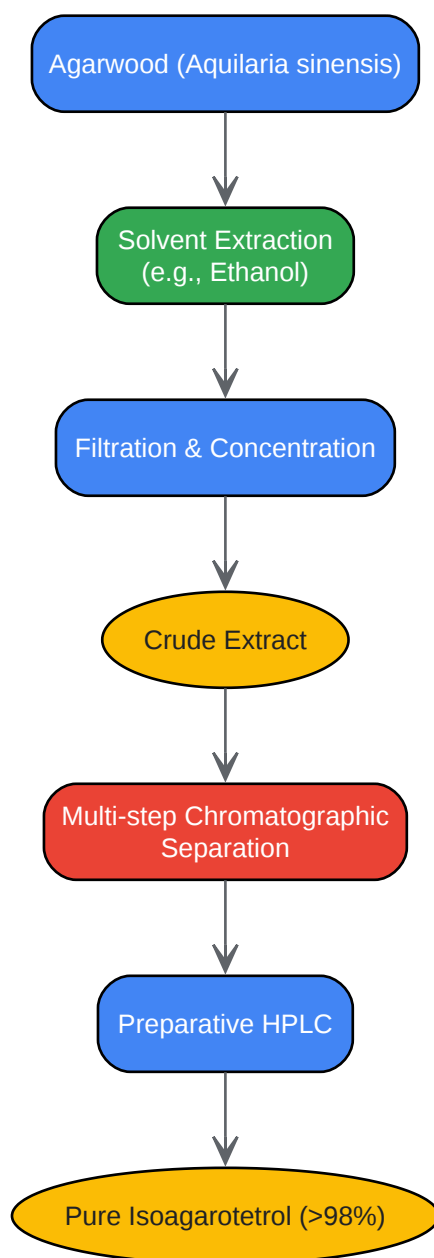 Agarwood (Aquilaria sinensis)
Solvent Extraction
(e.g., Ethanol)
Filtration & Concentration
Crude Extract
Multi-step Chromatographic
Separation
Preparative HPLC
Pure Isoagarotetrol (>98%)